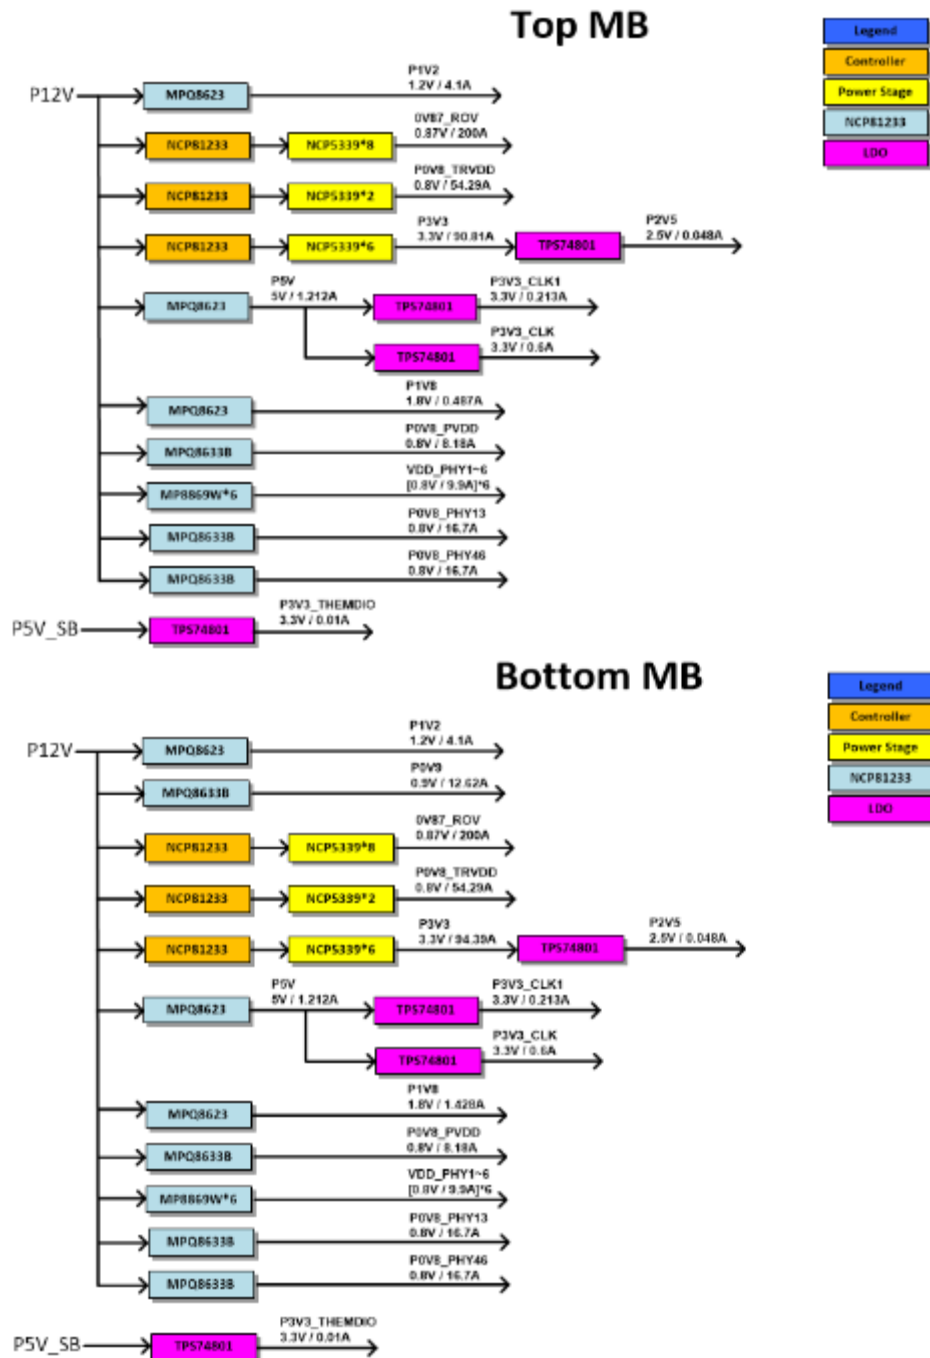 Top MB
Legend
Controller
Power Stage
NCP81233
LDO
P12V
MPQ8623
P1V2
1.2V / 4.1A
NCP81233
NCP5339*8
0V87_ROV
0.87V / 200A
NCP81233
NCP5339*2
P0V8_TRVDD
0.8V / 54.29A
NCP81233
NCP5339*6
P3V3
3.3V / 90.81A
TPS74801
P2V5
2.5V / 0.048A
MPQ8623
P5V
5V / 1.212A
TPS74801
P3V3_CLK1
3.3V / 0.213A
TPS74801
P3V3_CLK
3.3V / 0.6A
MPQ8623
P1V8
1.8V / 0.487A
MPQ8633B
P0V8_PVDD
0.8V / 8.18A
MP8869W*6
VDD_PHY1~6
[0.8V / 9.9A]*6
MPQ8633B
P0V8_PHY13
0.8V / 16.7A
MPQ8633B
P0V8_PHY46
0.8V / 16.7A
P5V_SB
TPS74801
P3V3_THEMDIO
3.3V / 0.01A
Bottom MB
Legend
Controller
Power Stage
NCP81233
LDO
P12V
MPQ8623
P1V2
1.2V / 4.1A
MPQ8633B
P0V9
0.9V / 12.62A
NCP81233
NCP5339*8
0V87_ROV
0.87V / 200A
NCP81233
NCP5339*2
P0V8_TRVDD
0.8V / 54.29A
NCP81233
NCP5339*6
P3V3
3.3V / 94.39A
TPS74801
P2V5
2.5V / 0.048A
MPQ8623
P5V
5V / 1.212A
TPS74801
P3V3_CLK1
3.3V / 0.213A
TPS74801
P3V3_CLK
3.3V / 0.6A
MPQ8623
P1V8
1.8V / 1.428A
MPQ8633B
P0V8_PVDD
0.8V / 8.18A
MP8869W*6
VDD_PHY1~6
[0.8V / 9.9A]*6
MPQ8633B
P0V8_PHY13
0.8V / 16.7A
MPQ8633B
P0V8_PHY46
0.8V / 16.7A
P5V_SB
TPS74801
P3V3_THEMDIO
3.3V / 0.01A